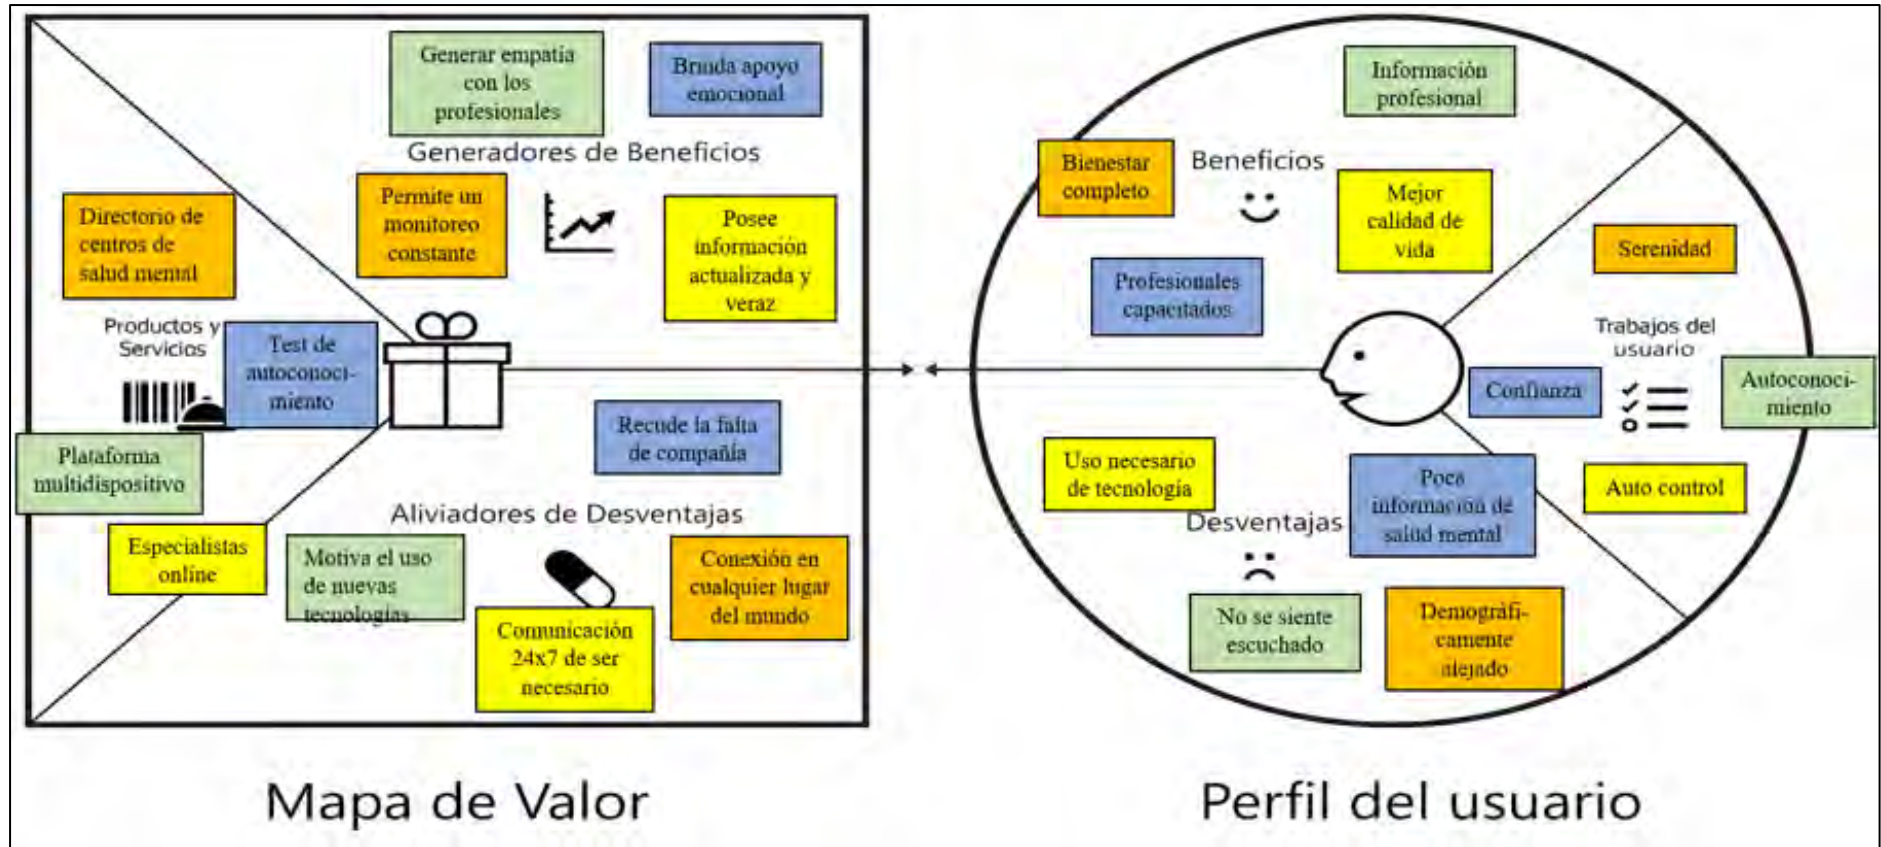 Generar empatía
con los
profesionales
Brinda apoyo
emocional
Generadores de Beneficios
Permite un
monitoreo
constante
Posee
información
actualizada y
veraz
Directorio de
centros de
salud mental
Productos y
Servicios
Test de
autoconoci-
miento
Plataforma
multidispositivo
Especialistas
online
Recude la falta
de compañía
Aliviadores de Desventajas
Motiva el uso
de nuevas
tecnologías
Comunicación
24x7 de ser
necesario
Conexión en
cualquier lugar
del mundo
Mapa de Valor
Información
profesional
Bienestar
completo
Beneficios
Mejor
calidad de
vida
Profesionales
capacitados
Serenidad
Trabajos del
usuario
Confianza
Autoconoci-
miento
Auto control
Uso necesario
de tecnología
Poca
información de
salud mental
Desventajas
No se siente
escuchado
Demográfi-
camente
alejado
Perfil del usuario